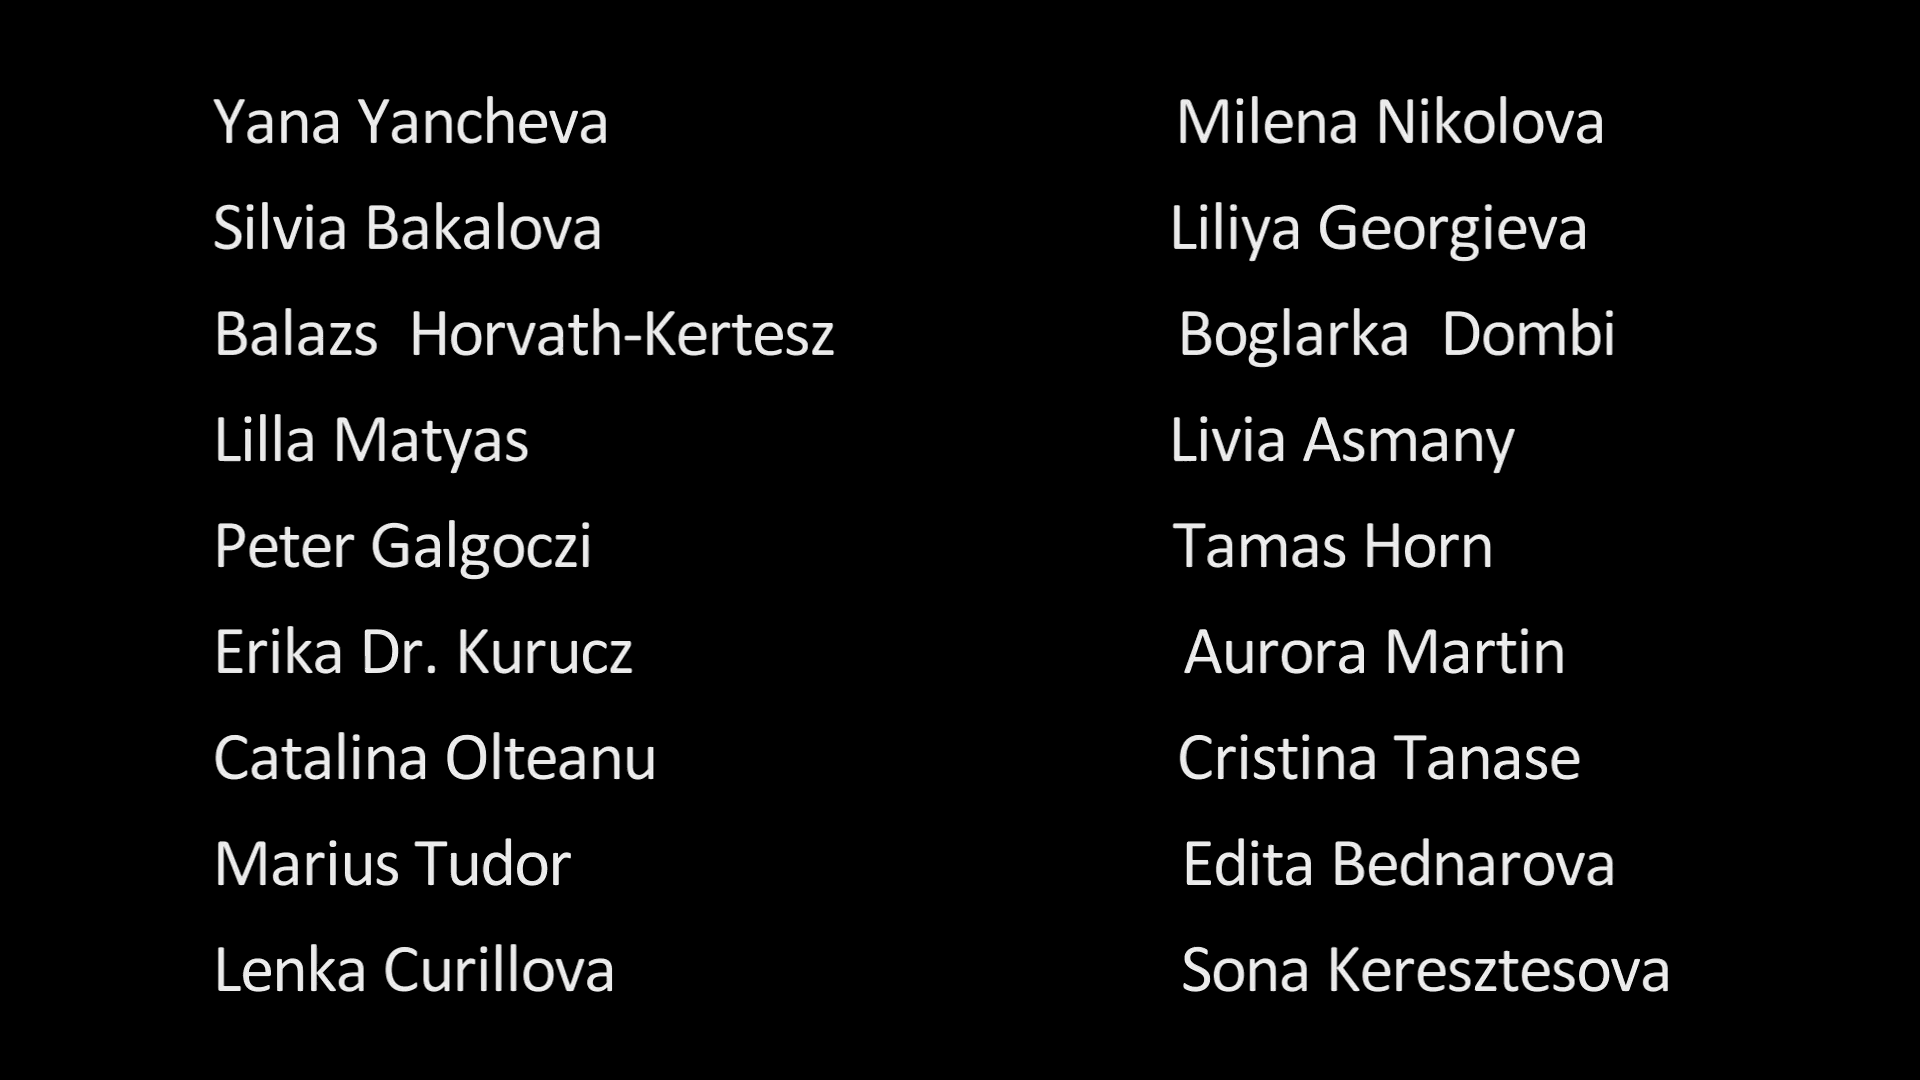 Yana Yancheva
Milena Nikolova
Silvia Bakalova
Liliya Georgieva
Balazs  Horvath-Kertesz
Boglarka  Dombi
Lilla Matyas
Livia Asmany
Peter Galgoczi
Tamas Horn
Erika Dr. Kurucz
Aurora Martin
Catalina Olteanu
Cristina Tanase
Marius Tudor
Edita Bednarova
Lenka Curillova
Sona Keresztesova